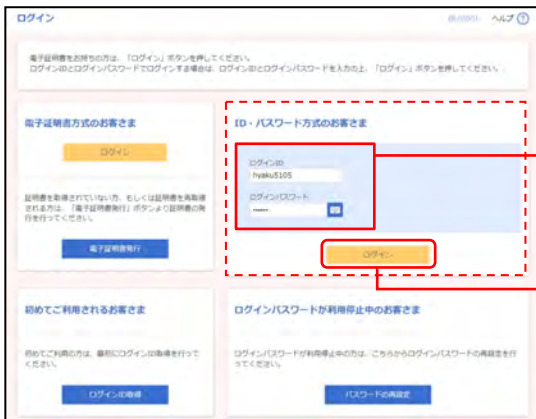 ログイン
ヘルプ ?
電子証明書をお持ちの方は、「ログイン」ボタンを押してください。
ログインIDとログインパスワードでログインする場合は、ログインIDとログインパスワードを入力の上、「ログイン」ボタンを押してください。
電子証明書方式のお客さま
ログイン
証明書を取得されていない方、もしくは証明書を再取得
される方は、「電子証明書発行」ボタンより証明書の発
行を行ってください。
電子証明書発行
ID・パスワード方式のお客さま
ログインID
hyaku5105
ログインパスワード
ログイン
初めてご利用されるお客さま
初めてご利用の方は、最初にログインID取得を行って
ください。
ログインID取得
ログインパスワードが利用停止中のお客さま
ログインパスワードが利用停止中の方は、こちらからログインパスワードの再設定を行
ってください。
パスワードの再設定